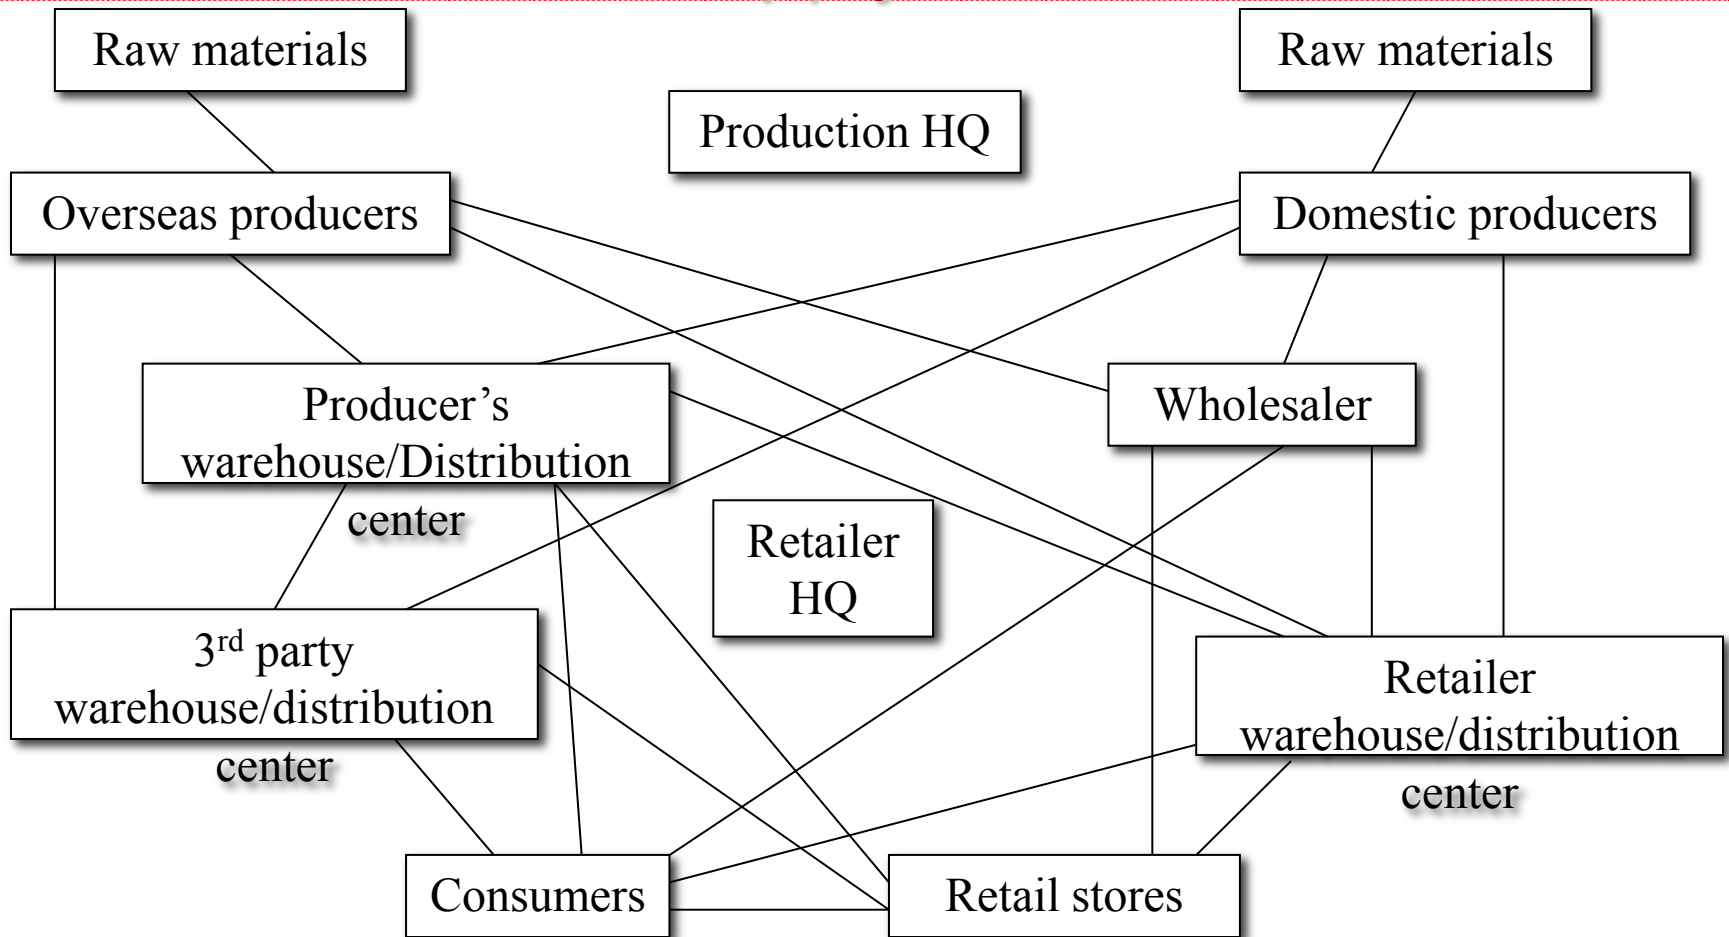 Raw materials
Raw materials
Production HQ
Overseas producers
Domestic producers
Producer’s
warehouse/Distribution
center
Wholesaler
Retailer
HQ
3rd party
warehouse/distribution
center
Retailer
warehouse/distribution
center
Consumers
Retail stores